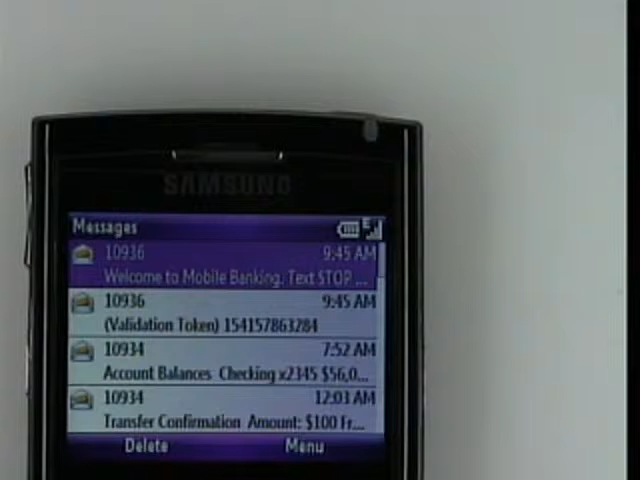 SAMSUNG
Messages
10936 9:45 AM
Welcome to Mobile Banking. Text STOP ...
10936 9:45 AM
(Validation Token) 154157863284
10934 7:52 AM
Account Balances Checking x2345 $56,0...
10934 12:03 AM
Transfer Confirmation Amount: $100 Fr...
Delete Menu